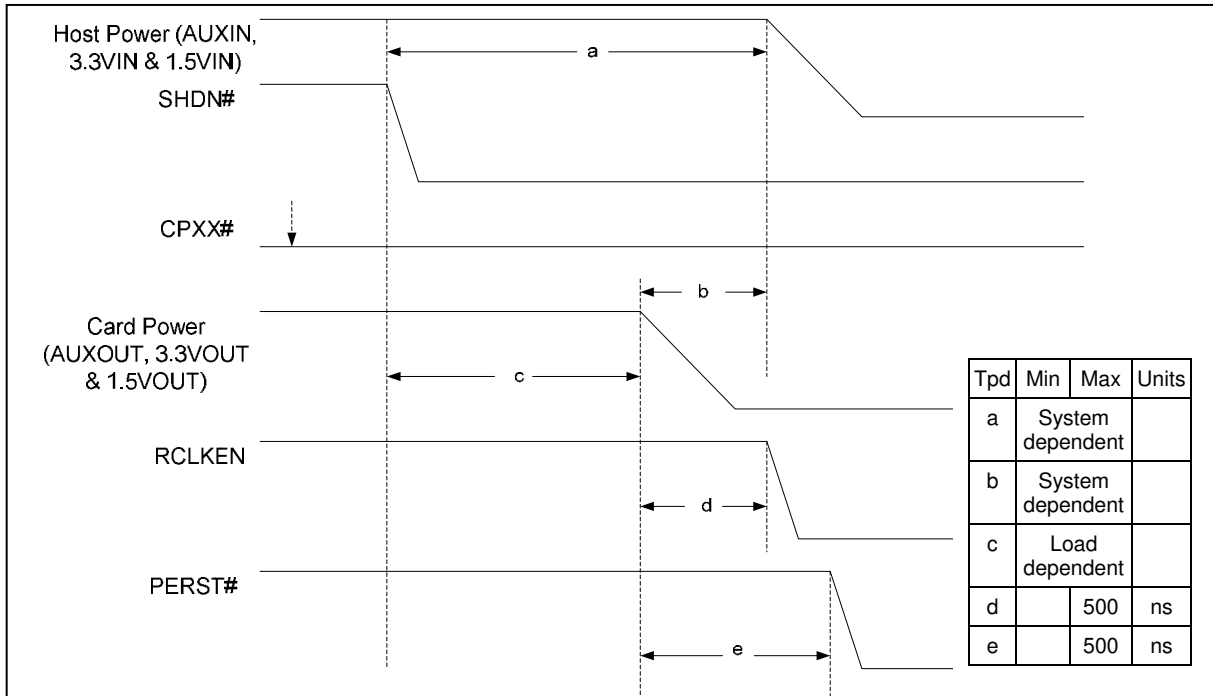 Host Power (AUXIN,
3.3VIN & 1.5VIN)
a
SHDN#
CPXX#
b
Card Power
(AUXOUT, 3.3VOUT
& 1.5VOUT)
c
RCLKEN
d
PERST#
e
Tpd Min Max Units
a System
dependent
b System
dependent
c Load
dependent
d 500 ns
e 500 ns